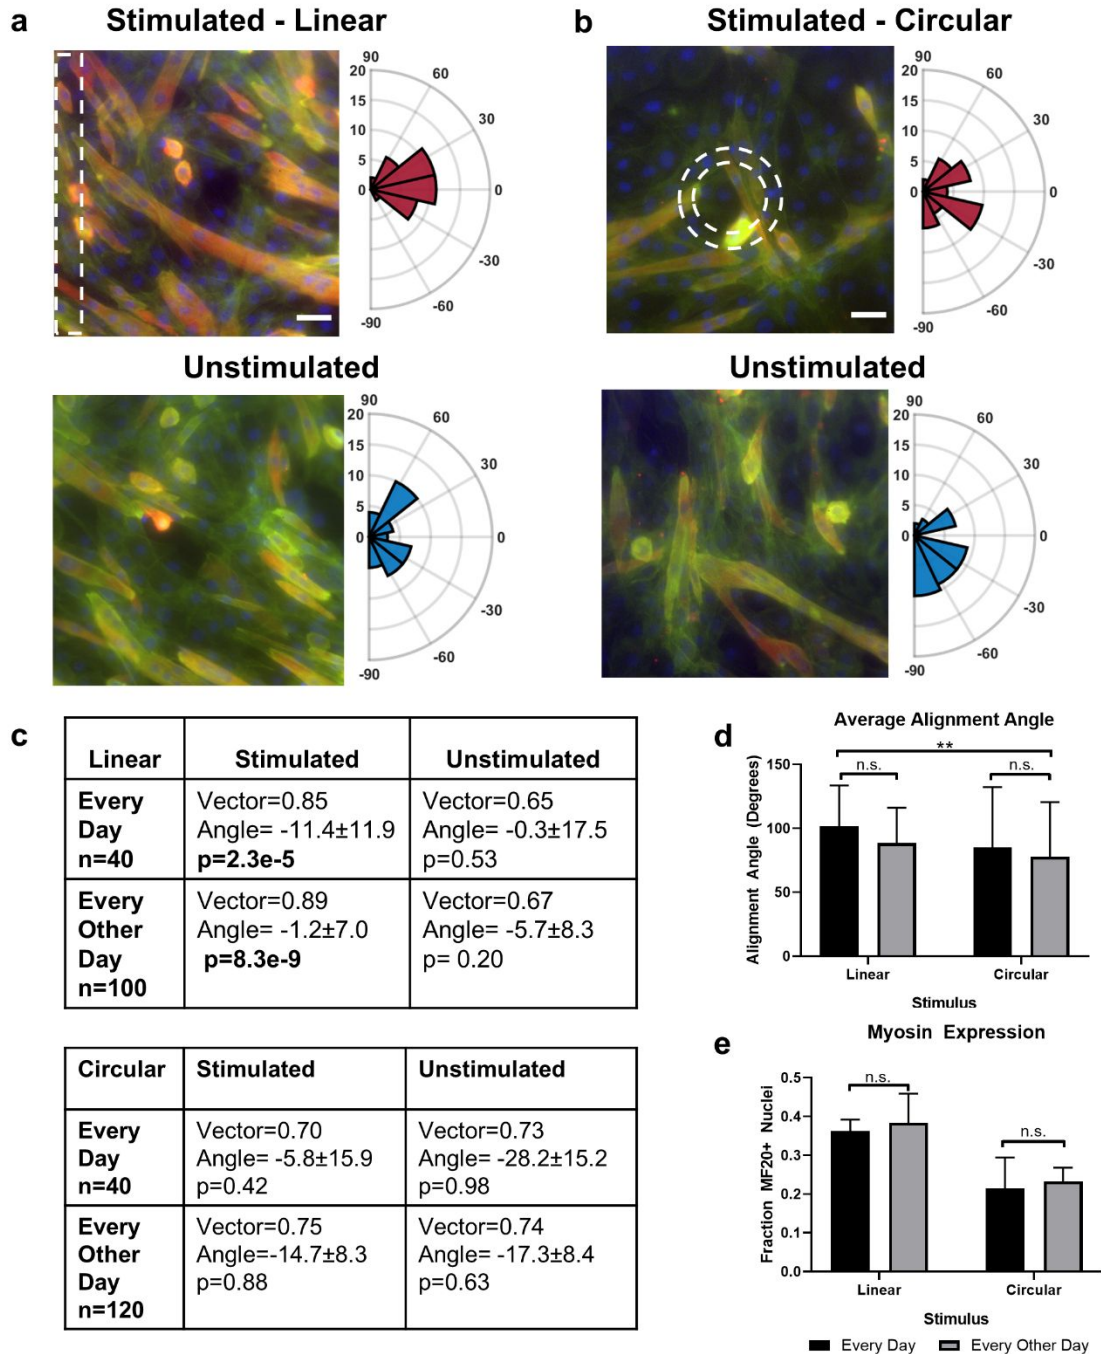 a
Stimulated - Linear
90
20
60
15
10
30
5
0
0
-30
-60
-90
b
Stimulated - Circular
90
20
60
15
10
30
5
0
0
-30
-60
-90
Unstimulated
90
20
60
15
10
30
5
0
0
-30
-60
-90
Unstimulated
90
20
60
15
10
30
5
0
0
-30
-60
-90
c
Linear Stimulated Unstimulated
Every Day n=40
Vector=0.85
Angle= -11.4±11.9
p=2.3e-5
Vector=0.65
Angle= -0.3±17.5
p=0.53
Every Other Day n=100
Vector=0.89
Angle= -1.2±7.0
p=8.3e-9
Vector=0.67
Angle= -5.7±8.3
p= 0.20
Circular Stimulated Unstimulated
Every Day n=40
Vector=0.70
Angle= -5.8±15.9
p=0.42
Vector=0.73
Angle= -28.2±15.2
p=0.98
Every Other Day n=120
Vector=0.75
Angle=-14.7±8.3
p=0.88
Vector=0.74
Angle= -17.3±8.4
p=0.63
d
Average Alignment Angle
**
n.s.
n.s.
150
100
50
0
Alignment Angle (Degrees)
Linear Circular
Stimulus
e
Myosin Expression
n.s.
n.s.
0.5
0.4
0.3
0.2
0.1
0.0
Fraction MF20+ Nuclei
Linear Circular
Stimulus
Every Day Every Other Day